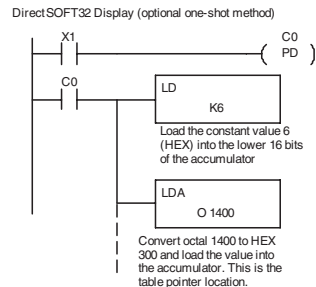 DirectSOFT32 Display (optional one-shot method)
X1
C0
PD
C0
LD
K6
Load the constant value 6
(HEX) into the lower 16 bits
of the accumulator
LDA
O 1400
Convert octal 1400 to HEX
300 and load the value into
the accumulator. This is the
table pointer location.